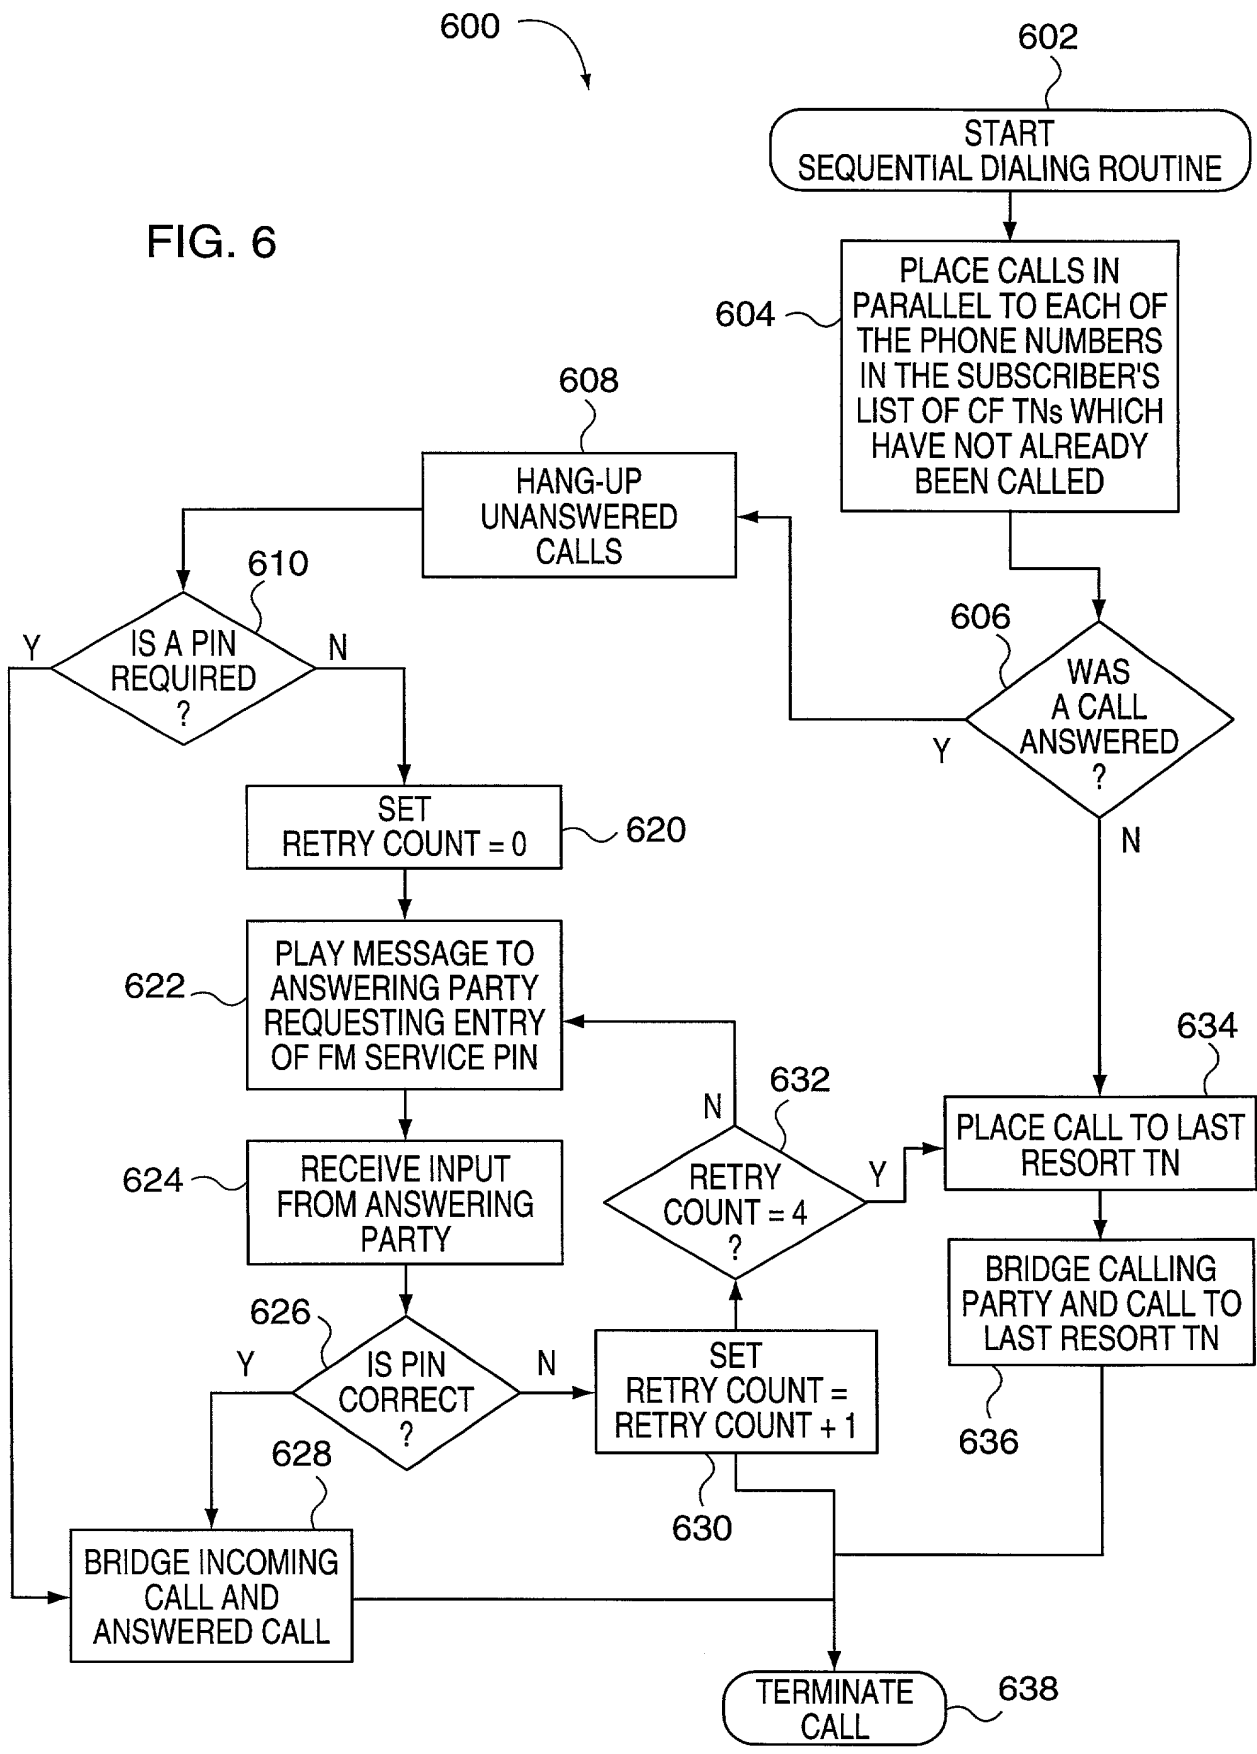 600
602
START
SEQUENTIAL DIALING ROUTINE
FIG. 6
604
PLACE CALLS IN
PARALLEL TO EACH OF
THE PHONE NUMBERS
IN THE SUBSCRIBER'S
LIST OF CF TNs WHICH
HAVE NOT ALREADY
BEEN CALLED
608
HANG-UP
UNANSWERED
CALLS
610
Y
IS A PIN
REQUIRED
?
N
606
WAS
A CALL
ANSWERED
?
Y
N
SET
RETRY COUNT = 0
620
622
PLAY MESSAGE TO
ANSWERING PARTY
REQUESTING ENTRY
OF FM SERVICE PIN
624
RECEIVE INPUT
FROM ANSWERING
PARTY
632
N
RETRY
COUNT = 4
?
Y
634
PLACE CALL TO LAST
RESORT TN
BRIDGE CALLING
PARTY AND CALL TO
LAST RESORT TN
636
626
Y
IS PIN
CORRECT
?
N
SET
RETRY COUNT =
RETRY COUNT + 1
630
628
BRIDGE INCOMING
CALL AND
ANSWERED CALL
TERMINATE
CALL
638